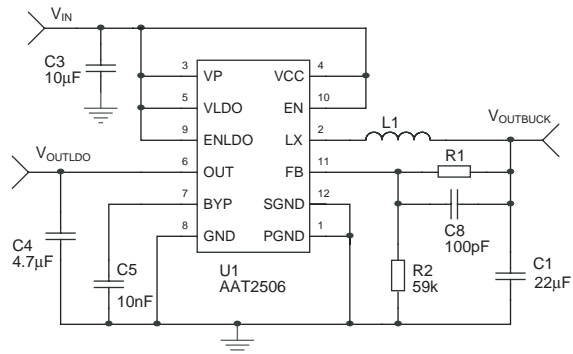 VIN
C3
10µF
3
VP
VCC
4
5
VLDO
EN
10
9
ENLDO
LX
2
L1
VOUTBUCK
VOUTLDO
6
OUT
FB
11
R1
7
BYP
SGND
12
C8
100pF
8
GND
PGND
1
C4
4.7µF
C5
10nF
U1
AAT2506
R2
59k
C1
22µF